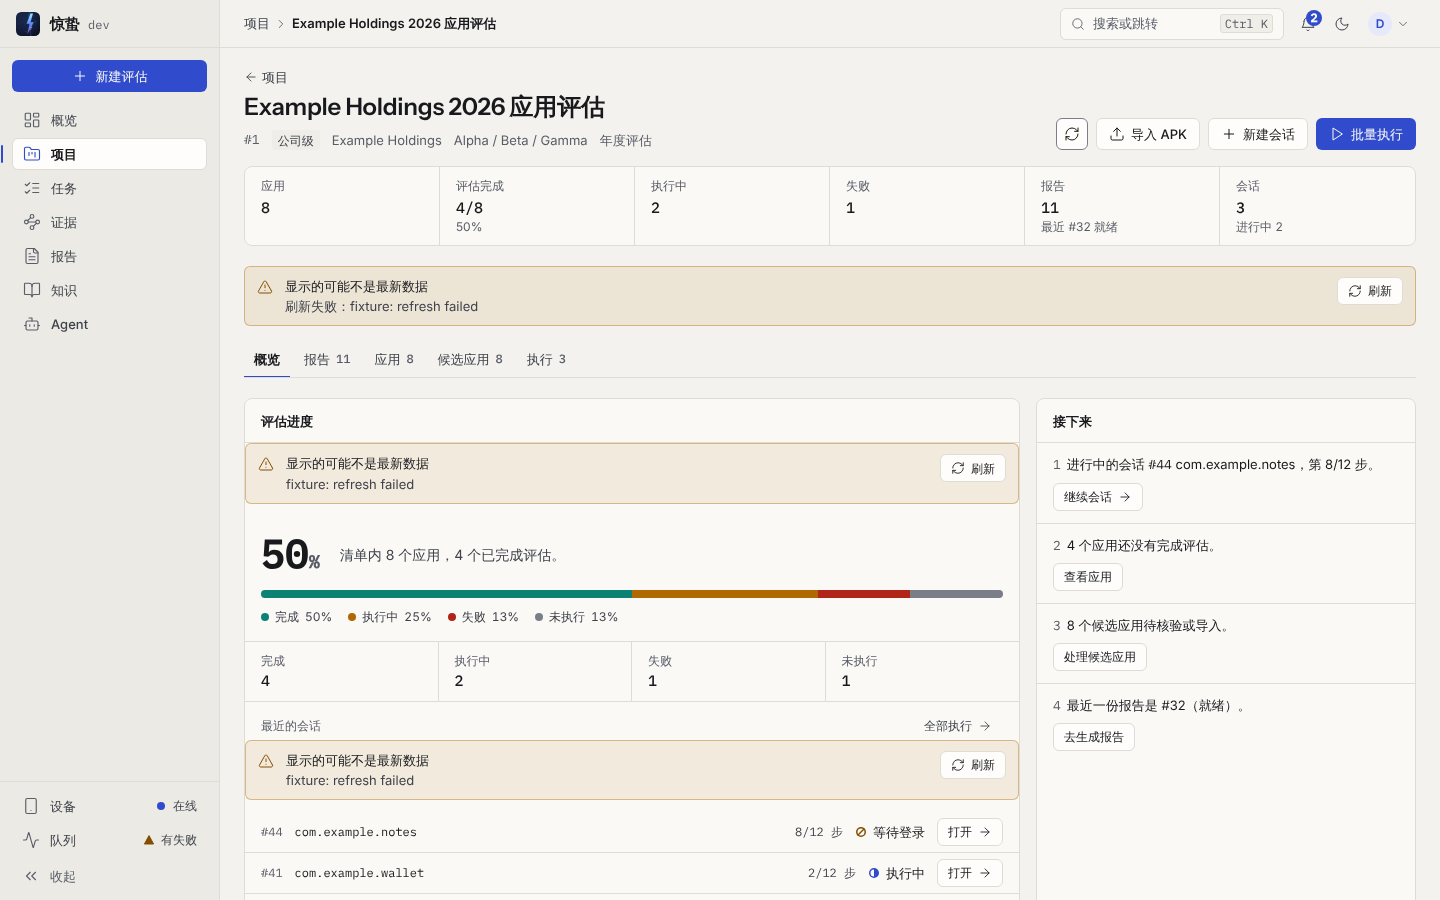 惊蛰 dev
新建评估
概览
项目
任务
证据
报告
知识
Agent
设备 在线
队列 有失败
收起
项目 Example Holdings 2026 应用评估
搜索或跳转 Ctrl K
2
D
项目
Example Holdings 2026 应用评估
#1 公司级 Example Holdings Alpha / Beta / Gamma 年度评估
导入 APK 新建会话 批量执行
应用 评估完成 执行中 失败 报告 会话
8 4/8 2 1 11 3
50% 最近 #32 就绪 进行中 2
显示的可能不是最新数据
刷新失败：fixture: refresh failed
刷新
概览 报告 11 应用 8 候选应用 8 执行 3
评估进度
显示的可能不是最新数据
fixture: refresh failed
刷新
50% 清单内 8 个应用，4 个已完成评估。
完成 50% 执行中 25% 失败 13% 未执行 13%
完成 执行中 失败 未执行
4 2 1 1
最近的会话 全部执行
显示的可能不是最新数据
fixture: refresh failed
刷新
#44 com.example.notes 8/12 步 等待登录 打开
#41 com.example.wallet 2/12 步 执行中 打开
接下来
1 进行中的会话 #44 com.example.notes，第 8/12 步。
继续会话
2 4 个应用还没有完成评估。
查看应用
3 8 个候选应用待核验或导入。
处理候选应用
4 最近一份报告是 #32（就绪）。
去生成报告